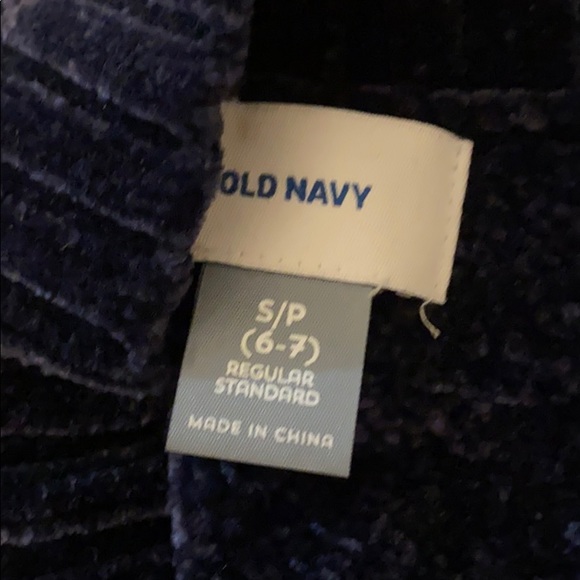 OLD NAVY
S/P
(6-7)
REGULAR
STANDARD
MADE IN CHINA